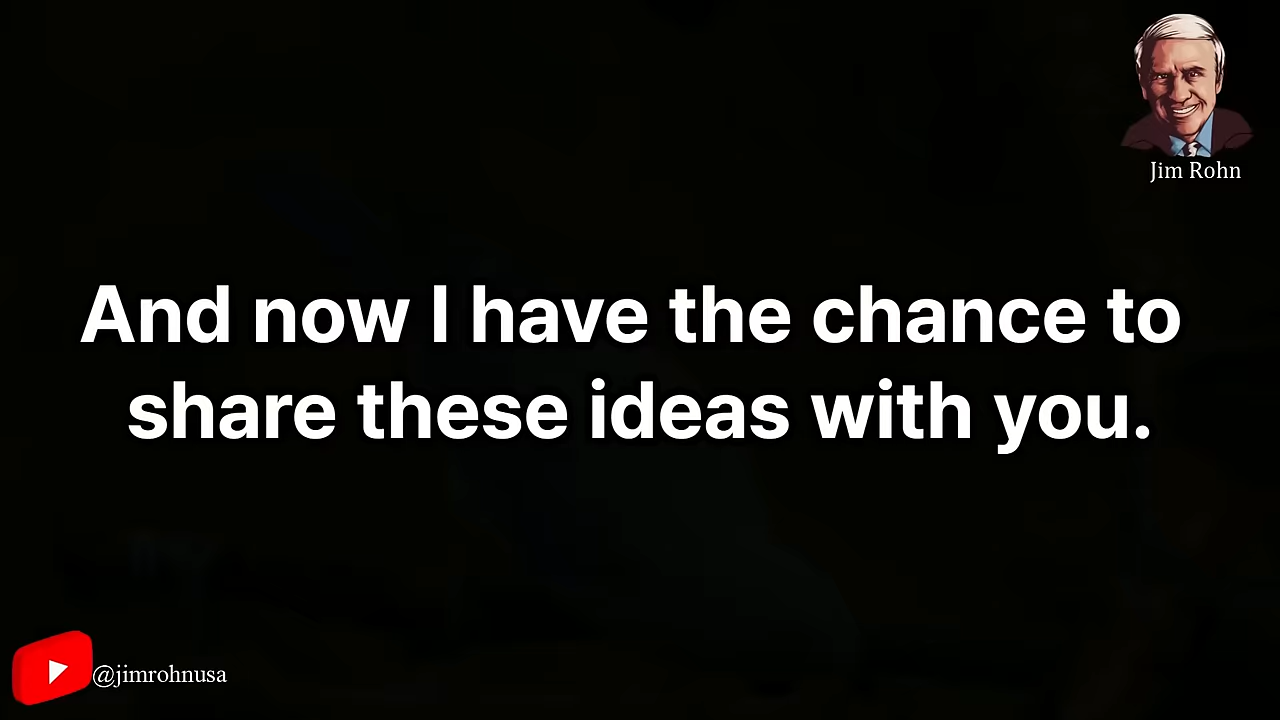 Jim Rohn
And now I have the chance to
share these ideas with you.
@jimrohnusa